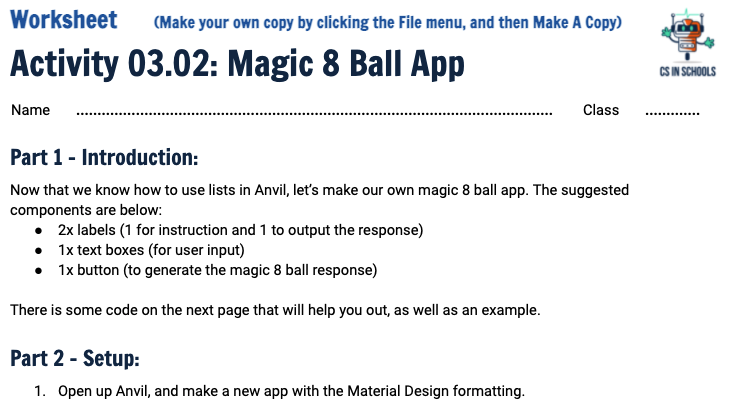 Worksheet (Make your own copy by clicking the File menu, and then Make A Copy)
CS IN SCHOOLS
Activity 03.02: Magic 8 Ball App
Name ........................................................................................................................ Class .............
Part 1 - Introduction:
Now that we know how to use lists in Anvil, let’s make our own magic 8 ball app. The suggested
components are below:
● 2x labels (1 for instruction and 1 to output the response)
● 1x text boxes (for user input)
● 1x button (to generate the magic 8 ball response)
There is some code on the next page that will help you out, as well as an example.
Part 2 - Setup:
1. Open up Anvil, and make a new app with the Material Design formatting.